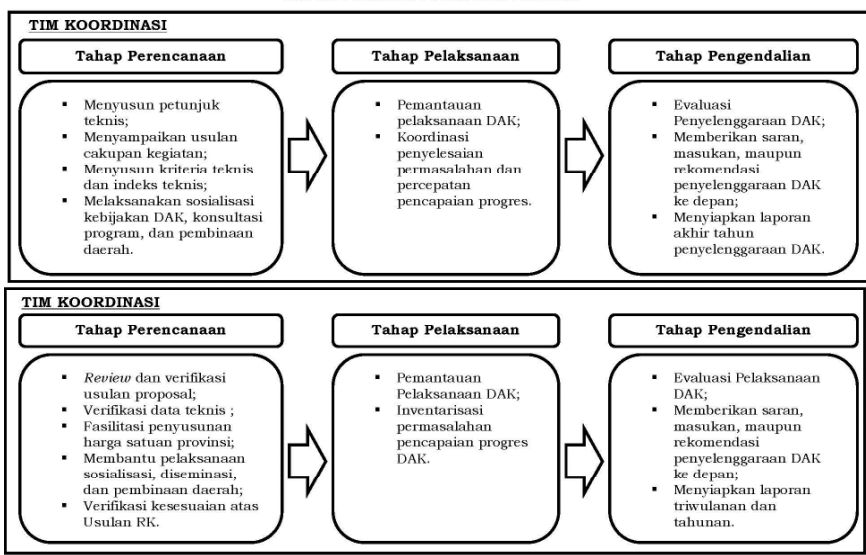 TIM KOORDINASI
Tahap Perencanaan
▪ Menyusun petunjuk
teknis;
▪ Menyampaikan usulan
cakupan kegiatan;
▪ Menyusun kriteria teknis
dan indeks teknis;
▪ Melaksanakan sosialisasi
kebijakan DAK, konsultasi
program, dan pembinaan
daerah.
Tahap Pelaksanaan
▪ Pemantauan
pelaksanaan DAK;
▪ Koordinasi
penyelesaian
permasalahan dan
percepatan
pencapaian progres.
Tahap Pengendalian
▪ Evaluasi
Penyelenggaraan DAK;
▪ Memberikan saran,
masukan, maupun
rekomendasi
penyelenggaraan DAK
ke depan;
▪ Menyiapkan laporan
akhir tahun
penyelenggaraan DAK.
TIM KOORDINASI
Tahap Perencanaan
▪ Review dan verifikasi
usulan proposal;
▪ Verifikasi data teknis ;
▪ Fasilitasi penyusunan
harga satuan provinsi;
▪ Membantu pelaksanaan
sosialisasi, diseminasi,
dan pembinaan daerah;
▪ Verifikasi kesesuaian atas
Usulan RK.
Tahap Pelaksanaan
▪ Pemantauan
Pelaksanaan DAK;
▪ Inventarisasi
permasalahan
pencapaian progres
DAK.
Tahap Pengendalian
▪ Evaluasi Pelaksanaan
DAK;
▪ Memberikan saran,
masukan, maupun
rekomendasi
penyelenggaraan DAK
ke depan;
▪ Menyiapkan laporan
triwulanan dan
tahunan.